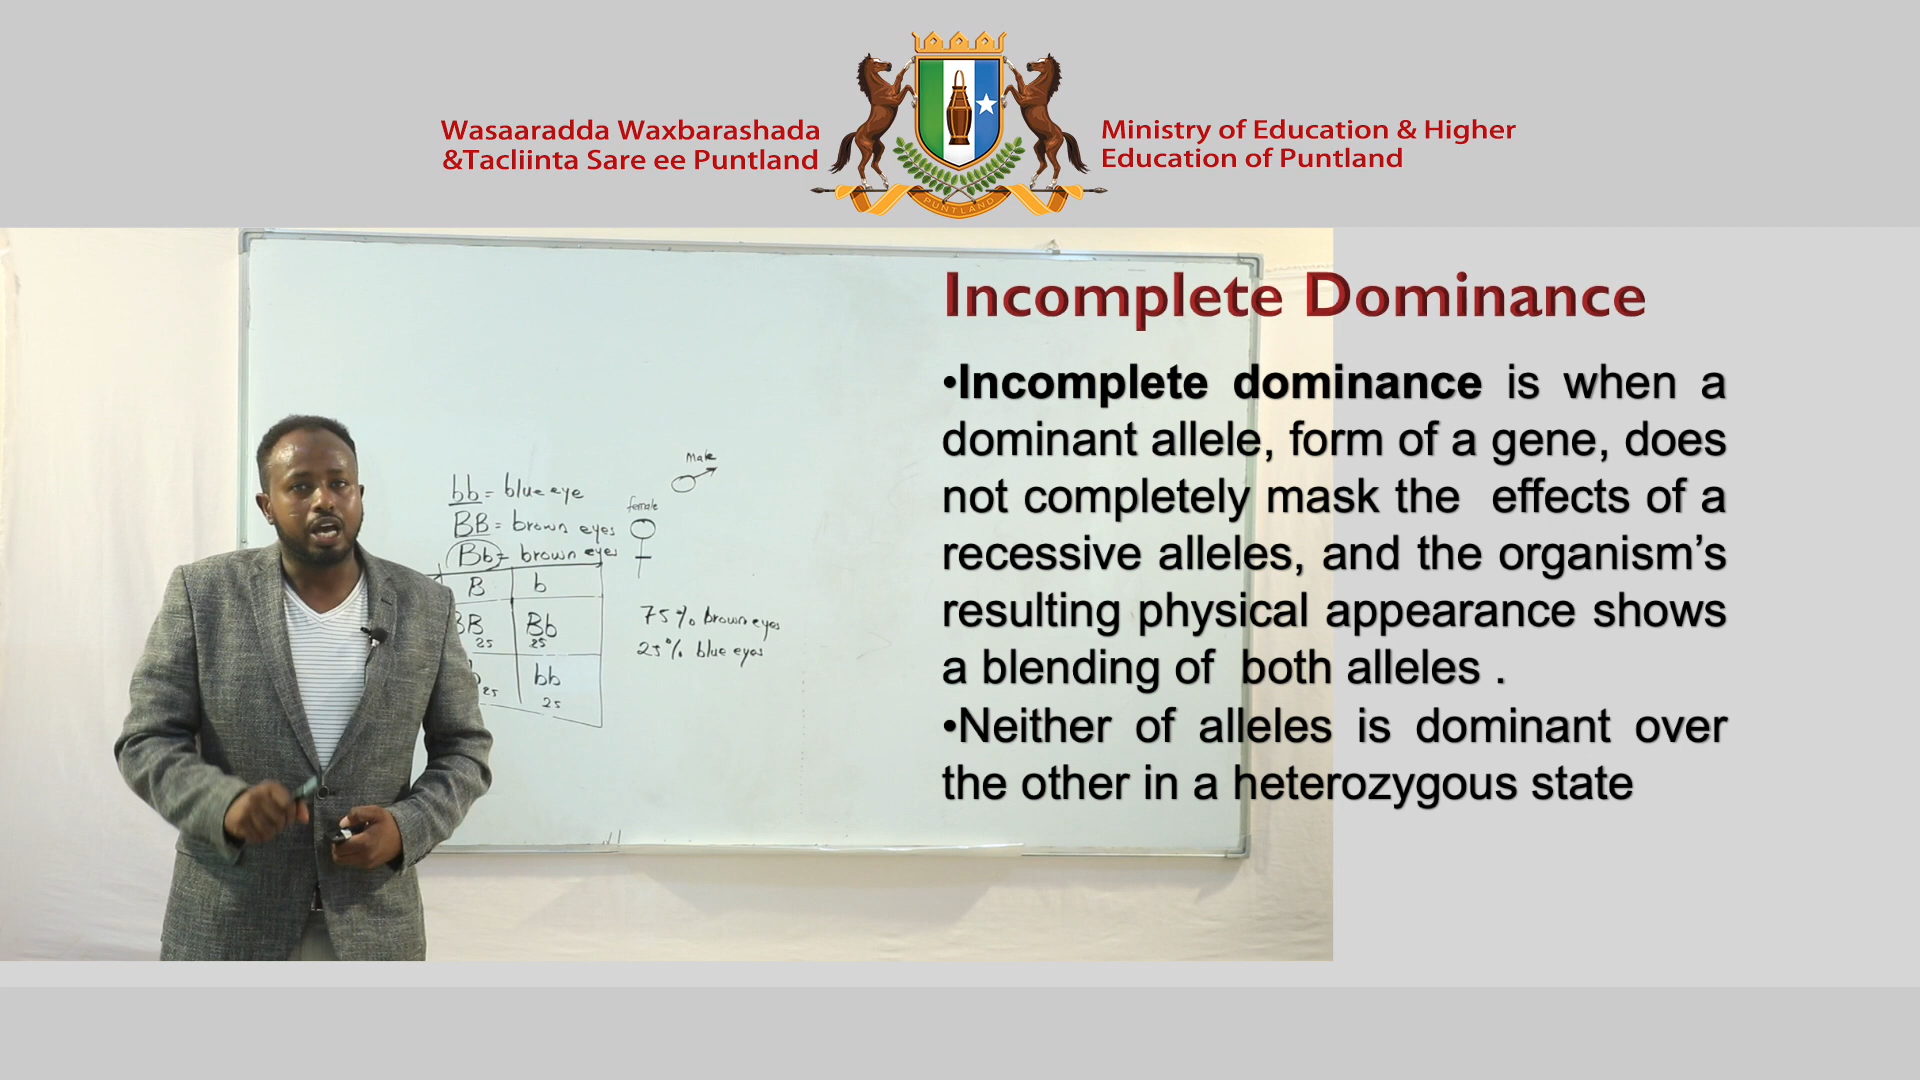 Wasaaradda Waxbarashada
&Tacliinta Sare ee Puntland
Ministry of Education & Higher
Education of Puntland
PUNTLAND
Incomplete Dominance
•Incomplete dominance is when a
dominant allele, form of a gene, does
not completely mask the effects of a
recessive alleles, and the organism’s
resulting physical appearance shows
a blending of both alleles .
•Neither of alleles is dominant over
the other in a heterozygous state
Male
female
bb = blue eye
BB = brown eyes
Bb = brown eyes
B b
BB Bb
25 25
bb
25 25
75% brown eyes
25% blue eyes